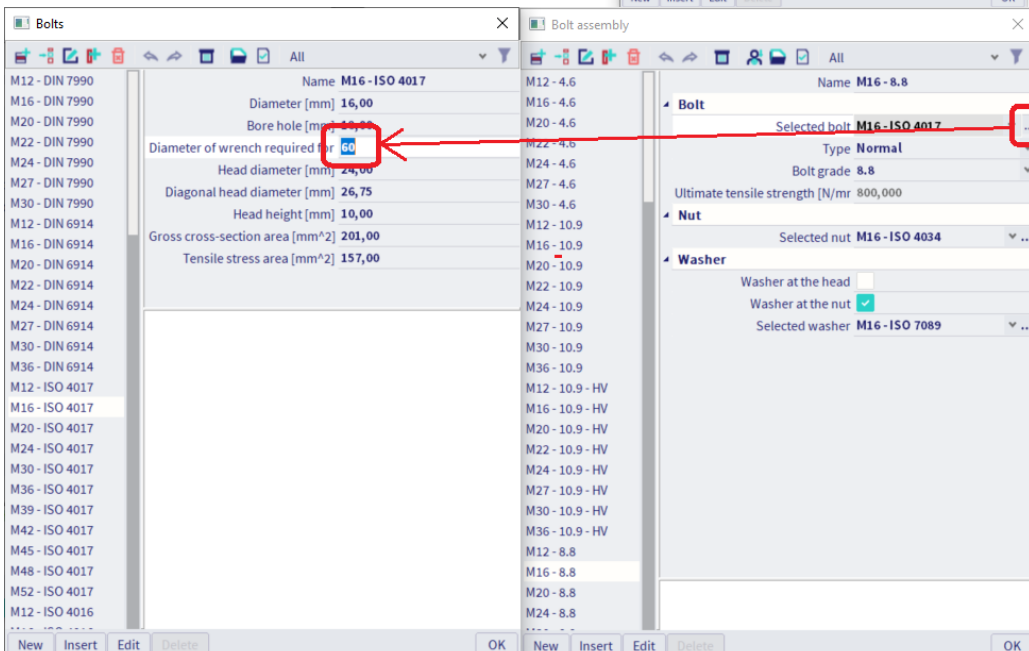 New Insert Edit Delete OK
Bolts
All
M12 - DIN 7990
M16 - DIN 7990
M20 - DIN 7990
M22 - DIN 7990
M24 - DIN 7990
M27 - DIN 7990
M30 - DIN 7990
M12 - DIN 6914
M16 - DIN 6914
M20 - DIN 6914
M22 - DIN 6914
M24 - DIN 6914
M27 - DIN 6914
M30 - DIN 6914
M36 - DIN 6914
M12 - ISO 4017
M16 - ISO 4017
M20 - ISO 4017
M24 - ISO 4017
M30 - ISO 4017
M36 - ISO 4017
M39 - ISO 4017
M42 - ISO 4017
M45 - ISO 4017
M48 - ISO 4017
M52 - ISO 4017
M12 - ISO 4016
Name M16 - ISO 4017
Diameter [mm] 16,00
Bore hole [mm] 18,00
Diameter of wrench required for 60
Head diameter [mm] 24,00
Diagonal head diameter [mm] 26,75
Head height [mm] 10,00
Gross cross-section area [mm^2] 201,00
Tensile stress area [mm^2] 157,00
New Insert Edit Delete OK
Bolt assembly
All
M12 - 4.6
M16 - 4.6
M20 - 4.6
M22 - 4.6
M24 - 4.6
M27 - 4.6
M30 - 4.6
M12 - 10.9
M16 - 10.9
M20 - 10.9
M22 - 10.9
M24 - 10.9
M27 - 10.9
M30 - 10.9
M36 - 10.9
M12 - 10.9 - HV
M16 - 10.9 - HV
M20 - 10.9 - HV
M22 - 10.9 - HV
M24 - 10.9 - HV
M27 - 10.9 - HV
M30 - 10.9 - HV
M36 - 10.9 - HV
M12 - 8.8
M16 - 8.8
M20 - 8.8
M24 - 8.8
Name M16 - 8.8
Bolt
Selected bolt M16 - ISO 4017 ...
Type Normal
Bolt grade 8.8
Ultimate tensile strength [N/mr 800,000
Nut
Selected nut M16 - ISO 4034 ...
Washer
Washer at the head
Washer at the nut
Selected washer M16 - ISO 7089 ...
New Insert Edit Delete OK